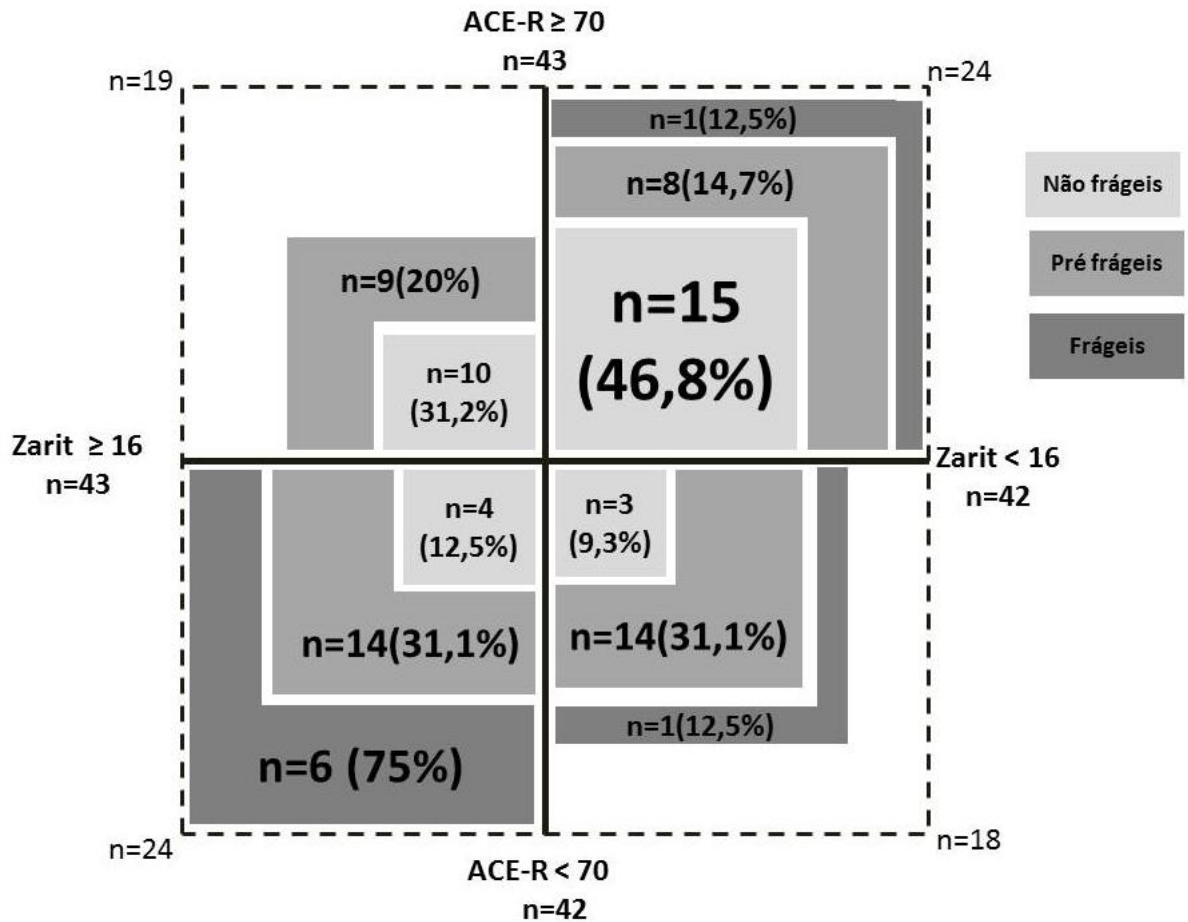 ACE-R ≥ 70
n=43
n=19
n=24
n=1(12,5%)
n=8(14,7%)
n=15
(46,8%)
n=9(20%)
n=10
(31,2%)
Não frágeis
Pré frágeis
Frágeis
Zarit ≥ 16
n=43
Zarit < 16
n=42
n=4
(12,5%)
n=3
(9,3%)
n=14(31,1%)
n=14(31,1%)
n=1(12,5%)
n=6 (75%)
n=24
n=18
ACE-R < 70
n=42